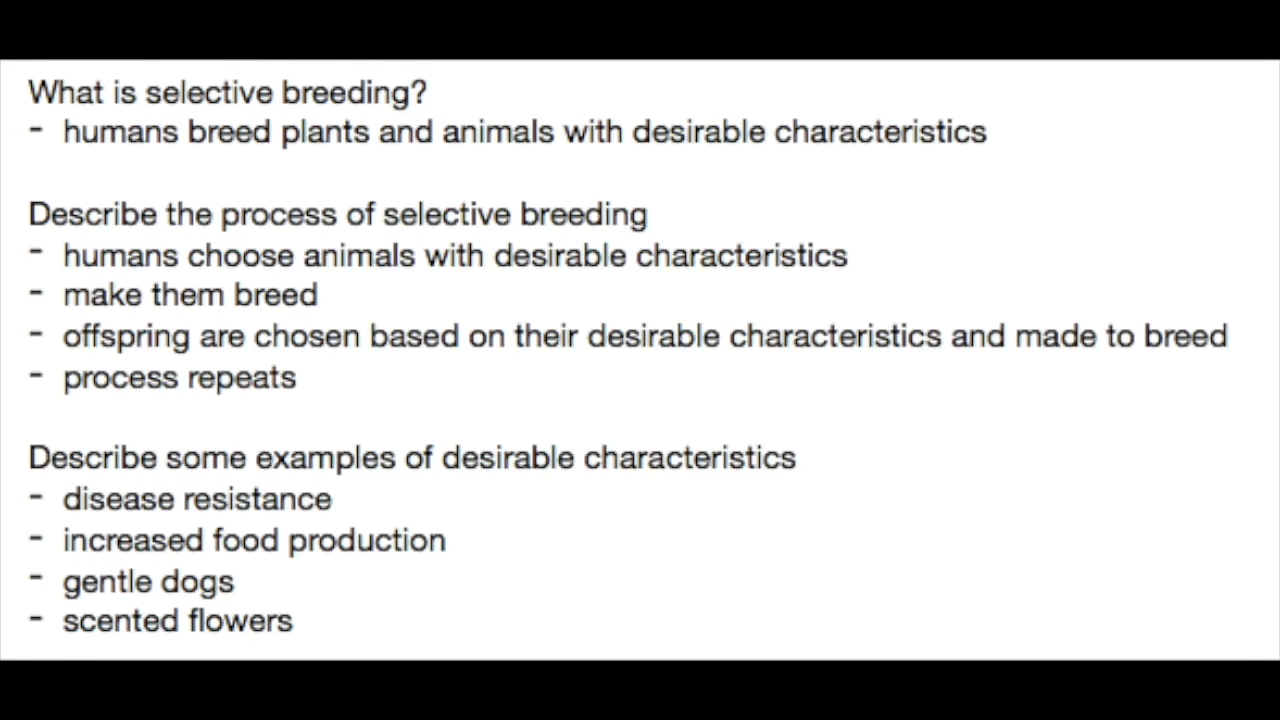 What is selective breeding?
- humans breed plants and animals with desirable characteristics
Describe the process of selective breeding
- humans choose animals with desirable characteristics
- make them breed
- offspring are chosen based on their desirable characteristics and made to breed
- process repeats
Describe some examples of desirable characteristics
- disease resistance
- increased food production
- gentle dogs
- scented flowers